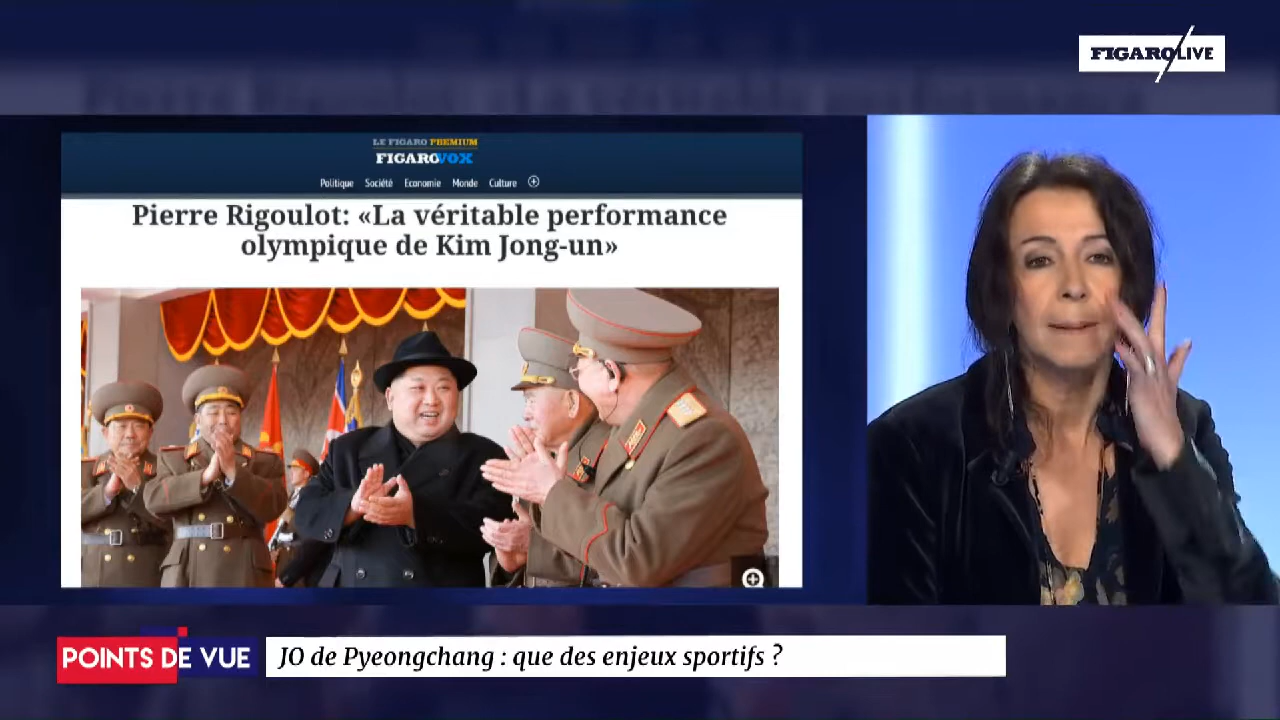 FIGARO LIVE
LE FIGARO PREMIUM
FIGAROVOX
Politique Société Economie Monde Culture
Pierre Rigoulot: «La véritable performance
olympique de Kim Jong-un»
POINTS DE VUE
JO de Pyeongchang : que des enjeux sportifs ?